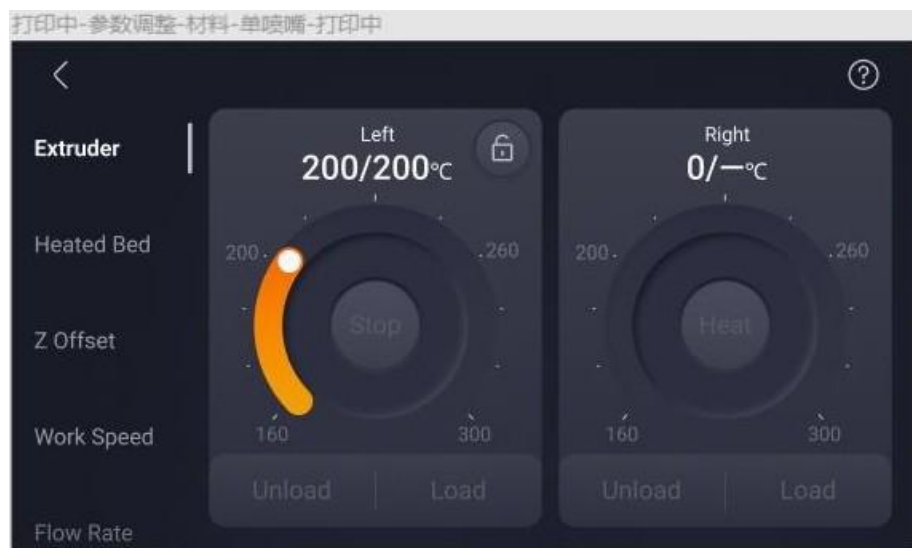 打印中-参数调整-材料-单喷嘴-打印中
Extruder
Heated Bed
Z Offset
Work Speed
Flow Rate
Left
200/200℃
200
260
Stop
160
300
Unload
Load
Right
0/—℃
200
260
Heat
160
300
Unload
Load